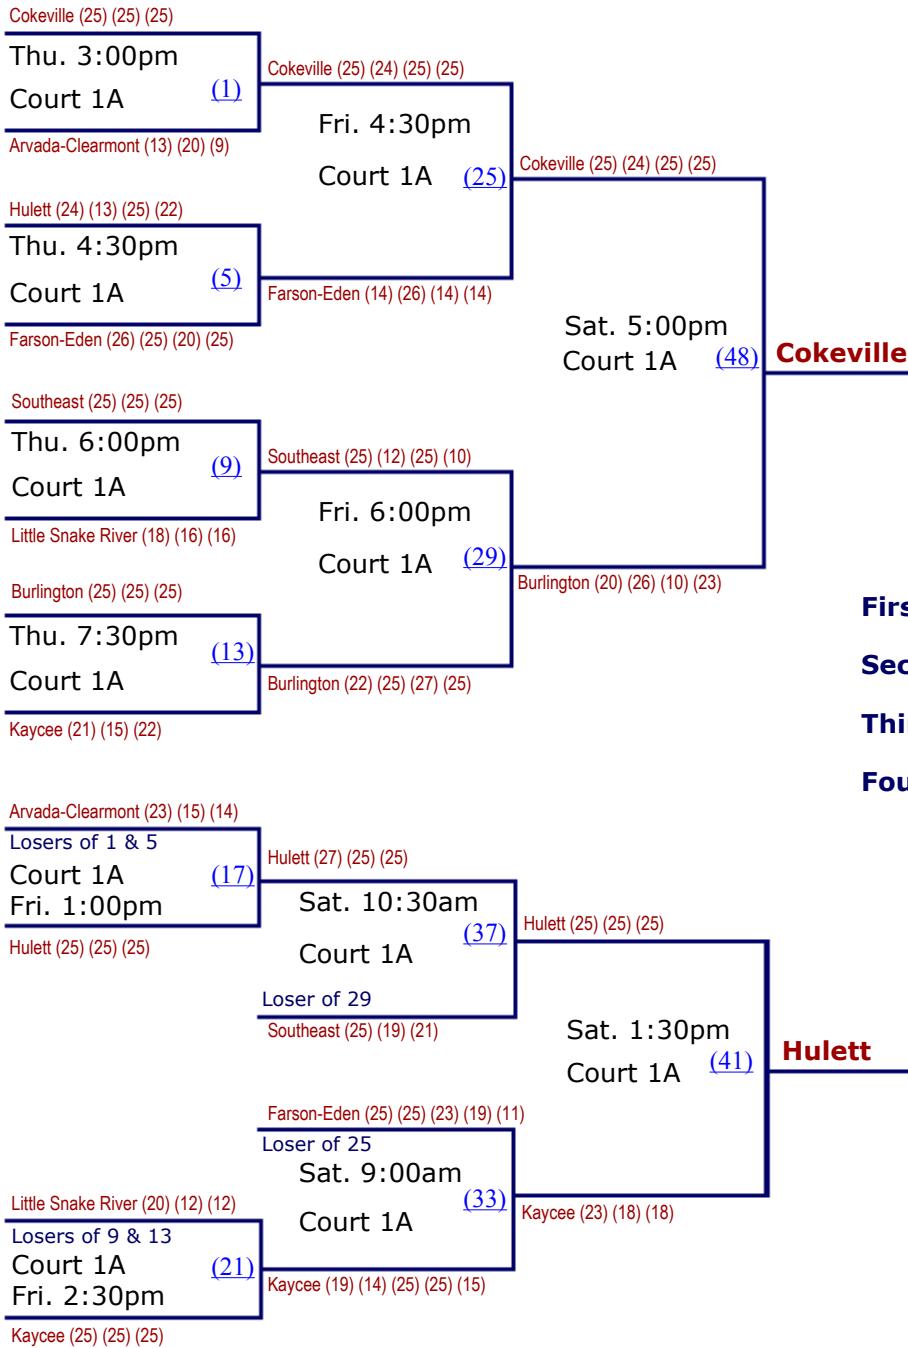 Cokeville (25) (25) (25)
Thu. 3:00pm
Court 1A
(1)
Arvada-Clearmont (13) (20) (9)
Cokeville (25) (24) (25) (25)
Fri. 4:30pm
Court 1A
(25)
Hulett (24) (13) (25) (22)
Thu. 4:30pm
Court 1A
(5)
Farson-Eden (26) (25) (20) (25)
Farson-Eden (14) (26) (14) (14)
Cokeville (25) (24) (25) (25)
Sat. 5:00pm
Court 1A
(48)
Cokeville
Southeast (25) (25) (25)
Thu. 6:00pm
Court 1A
(9)
Little Snake River (18) (16) (16)
Southeast (25) (12) (25) (10)
Fri. 6:00pm
Court 1A
(29)
Burlington (20) (26) (10) (23)
Burlington (25) (25) (25)
Thu. 7:30pm
Court 1A
(13)
Kaycee (21) (15) (22)
Burlington (22) (25) (27) (25)
Firs
Sec
Thi
Fou
Arvada-Clearmont (23) (15) (14)
Losers of 1 & 5
Court 1A
Fri. 1:00pm
(17)
Hulett (25) (25) (25)
Hulett (27) (25) (25)
Sat. 10:30am
Court 1A
(37)
Loser of 29
Southeast (25) (19) (21)
Hulett (25) (25) (25)
Sat. 1:30pm
Court 1A
(41)
Hulett
Farson-Eden (25) (25) (23) (19) (11)
Loser of 25
Sat. 9:00am
Court 1A
(33)
Kaycee (23) (18) (18)
Little Snake River (20) (12) (12)
Losers of 9 & 13
Court 1A
Fri. 2:30pm
(21)
Kaycee (19) (14) (25) (25) (15)
Kaycee (25) (25) (25)